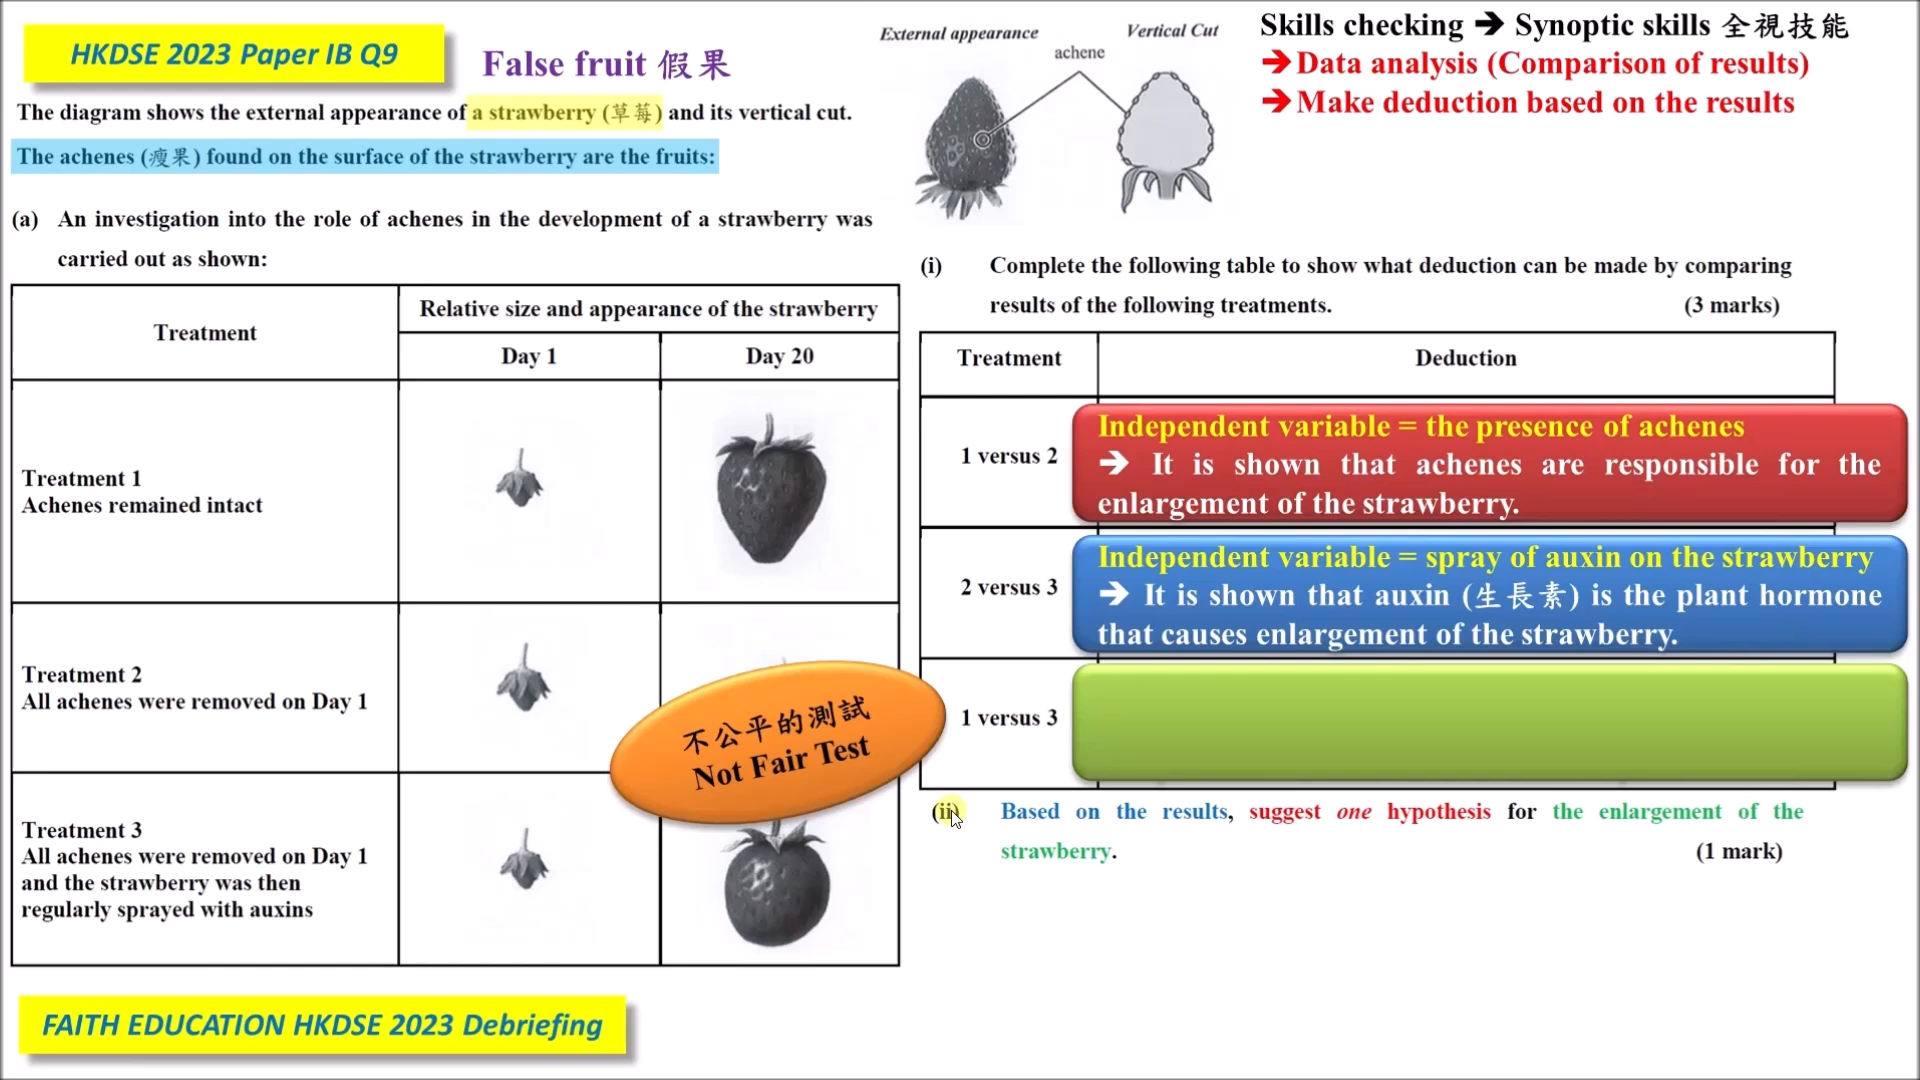 HKDSE 2023 Paper IB Q9
False fruit 假果
The diagram shows the external appearance of a strawberry (草莓) and its vertical cut.
The achenes (瘦果) found on the surface of the strawberry are the fruits:
External appearance
Vertical Cut
achene
Skills checking ➔ Synoptic skills 全視技能
➔ Data analysis (Comparison of results)
➔ Make deduction based on the results
(a) An investigation into the role of achenes in the development of a strawberry was
carried out as shown:
Treatment
Relative size and appearance of the strawberry
Day 1
Day 20
Treatment 1
Achenes remained intact
Treatment 2
All achenes were removed on Day 1
Treatment 3
All achenes were removed on Day 1
and the strawberry was then
regularly sprayed with auxins
不公平的測試
Not Fair Test
(i) Complete the following table to show what deduction can be made by comparing
results of the following treatments. (3 marks)
Treatment
Deduction
1 versus 2
Independent variable = the presence of achenes
➔ It is shown that achenes are responsible for the
enlargement of the strawberry.
2 versus 3
Independent variable = spray of auxin on the strawberry
➔ It is shown that auxin (生長素) is the plant hormone
that causes enlargement of the strawberry.
1 versus 3
(ii) Based on the results, suggest one hypothesis for the enlargement of the
strawberry. (1 mark)
FAITH EDUCATION HKDSE 2023 Debriefing